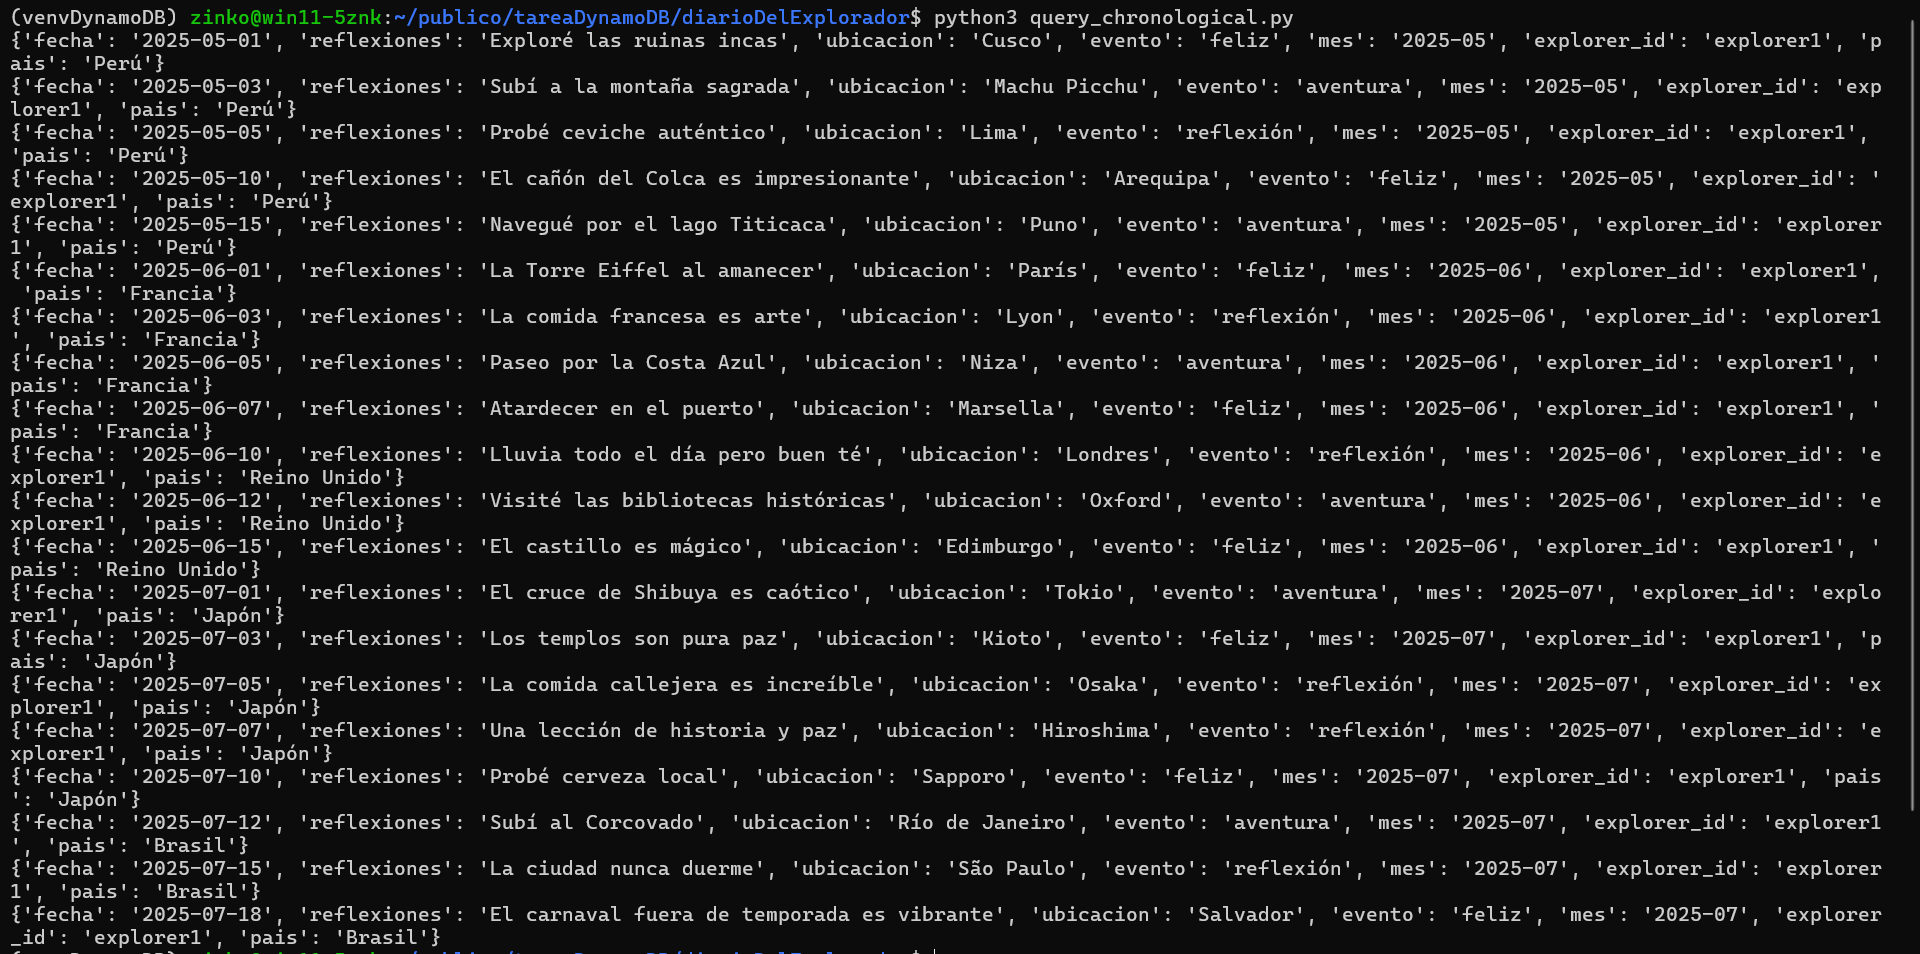 (venvDynamoDB) zinko@win11-5znk:~/publico/tareaDynamoDB/diarioDelExplorador$ python3 query_chronological.py
{'fecha': '2025-05-01', 'reflexiones': 'Exploré las ruinas incas', 'ubicacion': 'Cusco', 'evento': 'feliz', 'mes': '2025-05', 'explorer_id': 'explorer1', 'p
ais': 'Perú'}
{'fecha': '2025-05-03', 'reflexiones': 'Subí a la montaña sagrada', 'ubicacion': 'Machu Picchu', 'evento': 'aventura', 'mes': '2025-05', 'explorer_id': 'exp
lorer1', 'pais': 'Perú'}
{'fecha': '2025-05-05', 'reflexiones': 'Probé ceviche auténtico', 'ubicacion': 'Lima', 'evento': 'reflexión', 'mes': '2025-05', 'explorer_id': 'explorer1',
'pais': 'Perú'}
{'fecha': '2025-05-10', 'reflexiones': 'El cañón del Colca es impresionante', 'ubicacion': 'Arequipa', 'evento': 'feliz', 'mes': '2025-05', 'explorer_id': '
explorer1', 'pais': 'Perú'}
{'fecha': '2025-05-15', 'reflexiones': 'Navegué por el lago Titicaca', 'ubicacion': 'Puno', 'evento': 'aventura', 'mes': '2025-05', 'explorer_id': 'explorer
1', 'pais': 'Perú'}
{'fecha': '2025-06-01', 'reflexiones': 'La Torre Eiffel al amanecer', 'ubicacion': 'París', 'evento': 'feliz', 'mes': '2025-06', 'explorer_id': 'explorer1',
 'pais': 'Francia'}
{'fecha': '2025-06-03', 'reflexiones': 'La comida francesa es arte', 'ubicacion': 'Lyon', 'evento': 'reflexión', 'mes': '2025-06', 'explorer_id': 'explorer1
', 'pais': 'Francia'}
{'fecha': '2025-06-05', 'reflexiones': 'Paseo por la Costa Azul', 'ubicacion': 'Niza', 'evento': 'aventura', 'mes': '2025-06', 'explorer_id': 'explorer1', '
pais': 'Francia'}
{'fecha': '2025-06-07', 'reflexiones': 'Atardecer en el puerto', 'ubicacion': 'Marsella', 'evento': 'feliz', 'mes': '2025-06', 'explorer_id': 'explorer1', '
pais': 'Francia'}
{'fecha': '2025-06-10', 'reflexiones': 'Lluvia todo el día pero buen té', 'ubicacion': 'Londres', 'evento': 'reflexión', 'mes': '2025-06', 'explorer_id': 'e
xplorer1', 'pais': 'Reino Unido'}
{'fecha': '2025-06-12', 'reflexiones': 'Visité las bibliotecas históricas', 'ubicacion': 'Oxford', 'evento': 'aventura', 'mes': '2025-06', 'explorer_id': 'e
xplorer1', 'pais': 'Reino Unido'}
{'fecha': '2025-06-15', 'reflexiones': 'El castillo es mágico', 'ubicacion': 'Edimburgo', 'evento': 'feliz', 'mes': '2025-06', 'explorer_id': 'explorer1', '
pais': 'Reino Unido'}
{'fecha': '2025-07-01', 'reflexiones': 'El cruce de Shibuya es caótico', 'ubicacion': 'Tokio', 'evento': 'aventura', 'mes': '2025-07', 'explorer_id': 'explo
rer1', 'pais': 'Japón'}
{'fecha': '2025-07-03', 'reflexiones': 'Los templos son pura paz', 'ubicacion': 'Kioto', 'evento': 'feliz', 'mes': '2025-07', 'explorer_id': 'explorer1', 'p
ais': 'Japón'}
{'fecha': '2025-07-05', 'reflexiones': 'La comida callejera es increíble', 'ubicacion': 'Osaka', 'evento': 'reflexión', 'mes': '2025-07', 'explorer_id': 'ex
plorer1', 'pais': 'Japón'}
{'fecha': '2025-07-07', 'reflexiones': 'Una lección de historia y paz', 'ubicacion': 'Hiroshima', 'evento': 'reflexión', 'mes': '2025-07', 'explorer_id': 'e
xplorer1', 'pais': 'Japón'}
{'fecha': '2025-07-10', 'reflexiones': 'Probé cerveza local', 'ubicacion': 'Sapporo', 'evento': 'feliz', 'mes': '2025-07', 'explorer_id': 'explorer1', 'pais
': 'Japón'}
{'fecha': '2025-07-12', 'reflexiones': 'Subí al Corcovado', 'ubicacion': 'Río de Janeiro', 'evento': 'aventura', 'mes': '2025-07', 'explorer_id': 'explorer1
', 'pais': 'Brasil'}
{'fecha': '2025-07-15', 'reflexiones': 'La ciudad nunca duerme', 'ubicacion': 'São Paulo', 'evento': 'reflexión', 'mes': '2025-07', 'explorer_id': 'explorer
1', 'pais': 'Brasil'}
{'fecha': '2025-07-18', 'reflexiones': 'El carnaval fuera de temporada es vibrante', 'ubicacion': 'Salvador', 'evento': 'feliz', 'mes': '2025-07', 'explorer
_id': 'explorer1', 'pais': 'Brasil'}